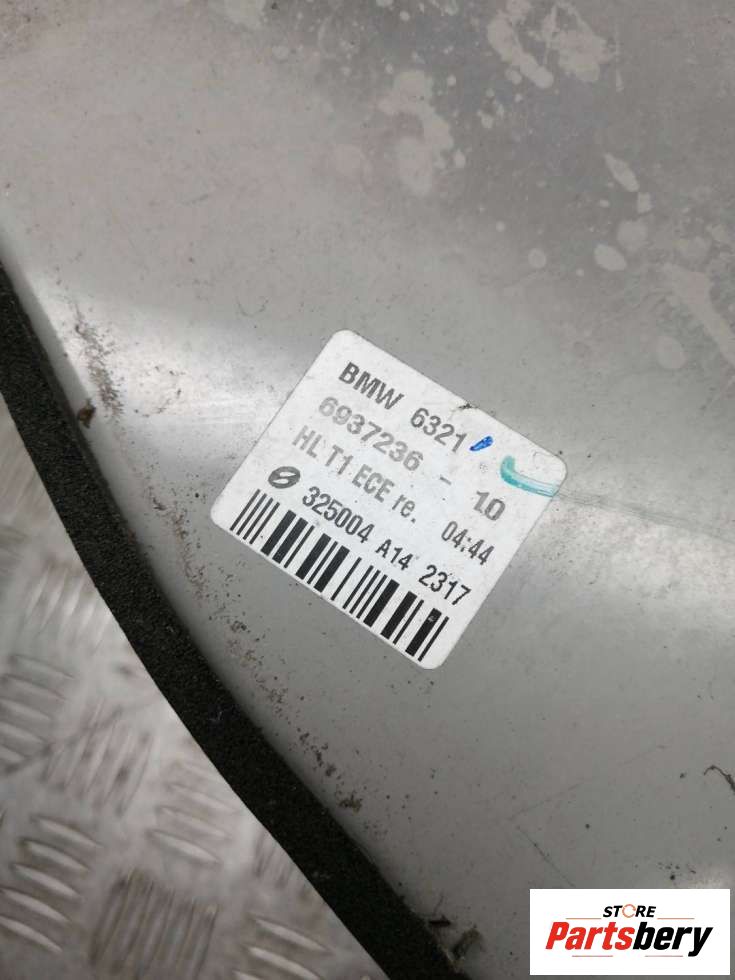 BMW 6321
6937236 - 10
HL T1 ECE re. 04:44
325004 A14 2317
STORE
Partsbery